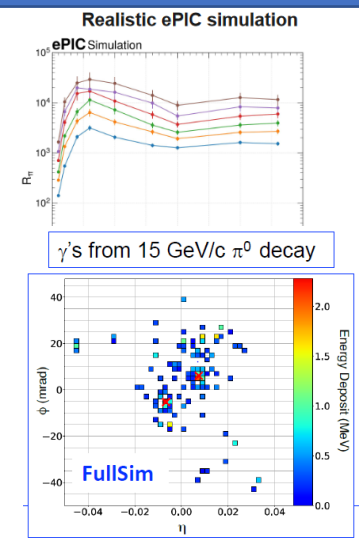 Realistic ePIC simulation
ePIC Simulation
10⁵
10⁴
10³
10²
Rπ
γ's from 15 GeV/c π⁰ decay
40
20
0
−20
−40
ϕ (mrad)
FullSim
−0.04 −0.02 0.00 0.02 0.04
η
2.0
1.5
1.0
0.5
0.0
Energy Deposit (MeV)